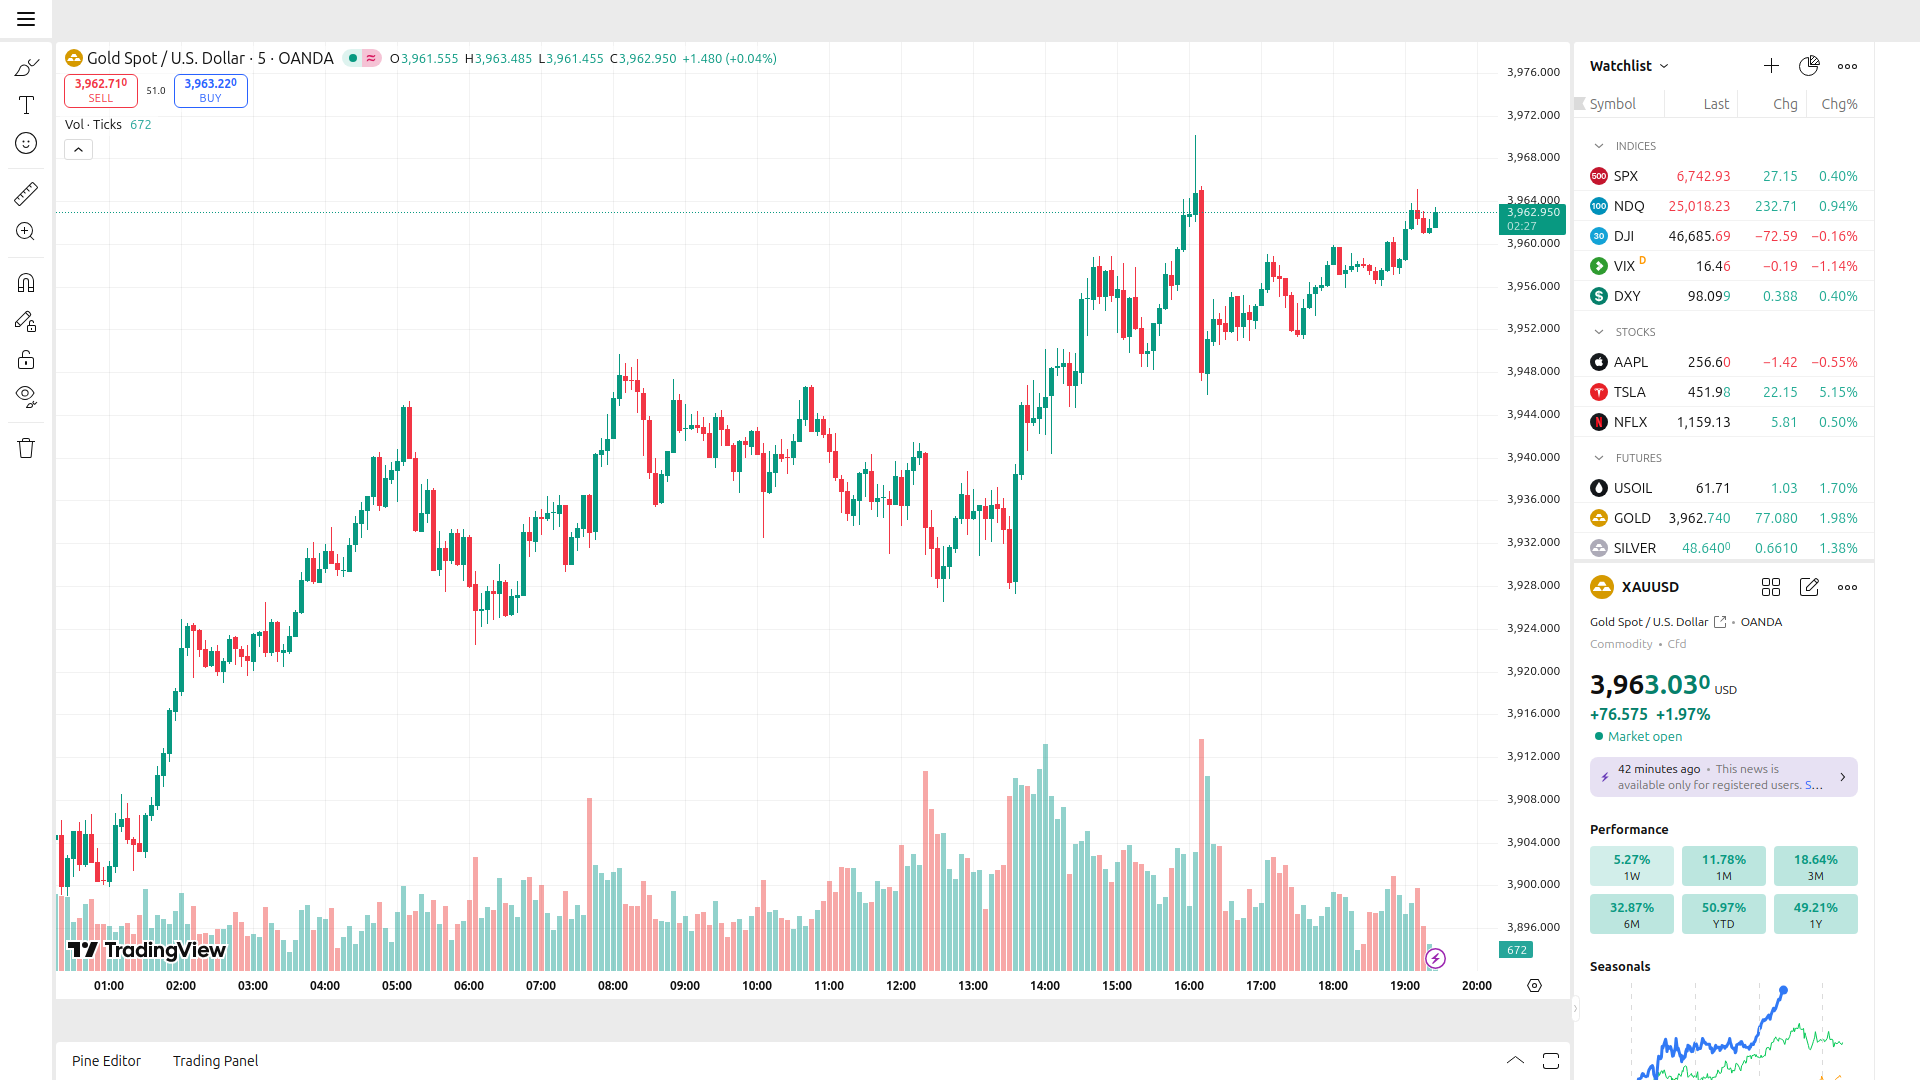 Gold Spot / U.S. Dollar · 5 · OANDA ≈ O3,961.555 H3,963.485 L3,961.455 C3,962.950 +1.480 (+0.04%)
3,962.710 51.0 3,963.220
SELL BUY
Vol · Ticks 672
3,976.000
3,972.000
3,968.000
3,964.000
3,962.950
02:27
3,960.000
3,956.000
3,952.000
3,948.000
3,944.000
3,940.000
3,936.000
3,932.000
3,928.000
3,924.000
3,920.000
3,916.000
3,912.000
3,908.000
3,904.000
3,900.000
3,896.000
672
TradingView
01:00 02:00 03:00 04:00 05:00 06:00 07:00 08:00 09:00 10:00 11:00 12:00 13:00 14:00 15:00 16:00 17:00 18:00 19:00 20:00
Pine Editor Trading Panel
Watchlist
Symbol Last Chg Chg%
INDICES
500 SPX 6,742.93 27.15 0.40%
100 NDQ 25,018.23 232.71 0.94%
30 DJI 46,685.69 −72.59 −0.16%
VIX D 16.46 −0.19 −1.14%
$ DXY 98.099 0.388 0.40%
STOCKS
AAPL 256.60 −1.42 −0.55%
TSLA 451.98 22.15 5.15%
N NFLX 1,159.13 5.81 0.50%
FUTURES
USOIL 61.71 1.03 1.70%
GOLD 3,962.740 77.080 1.98%
SILVER 48.6400 0.6610 1.38%
XAUUSD
Gold Spot / U.S. Dollar • OANDA
Commodity • Cfd
3,963.030 USD
+76.575 +1.97%
Market open
42 minutes ago • This news is
available only for registered users. S...
Performance
5.27% 11.78% 18.64%
1W 1M 3M
32.87% 50.97% 49.21%
6M YTD 1Y
Seasonals